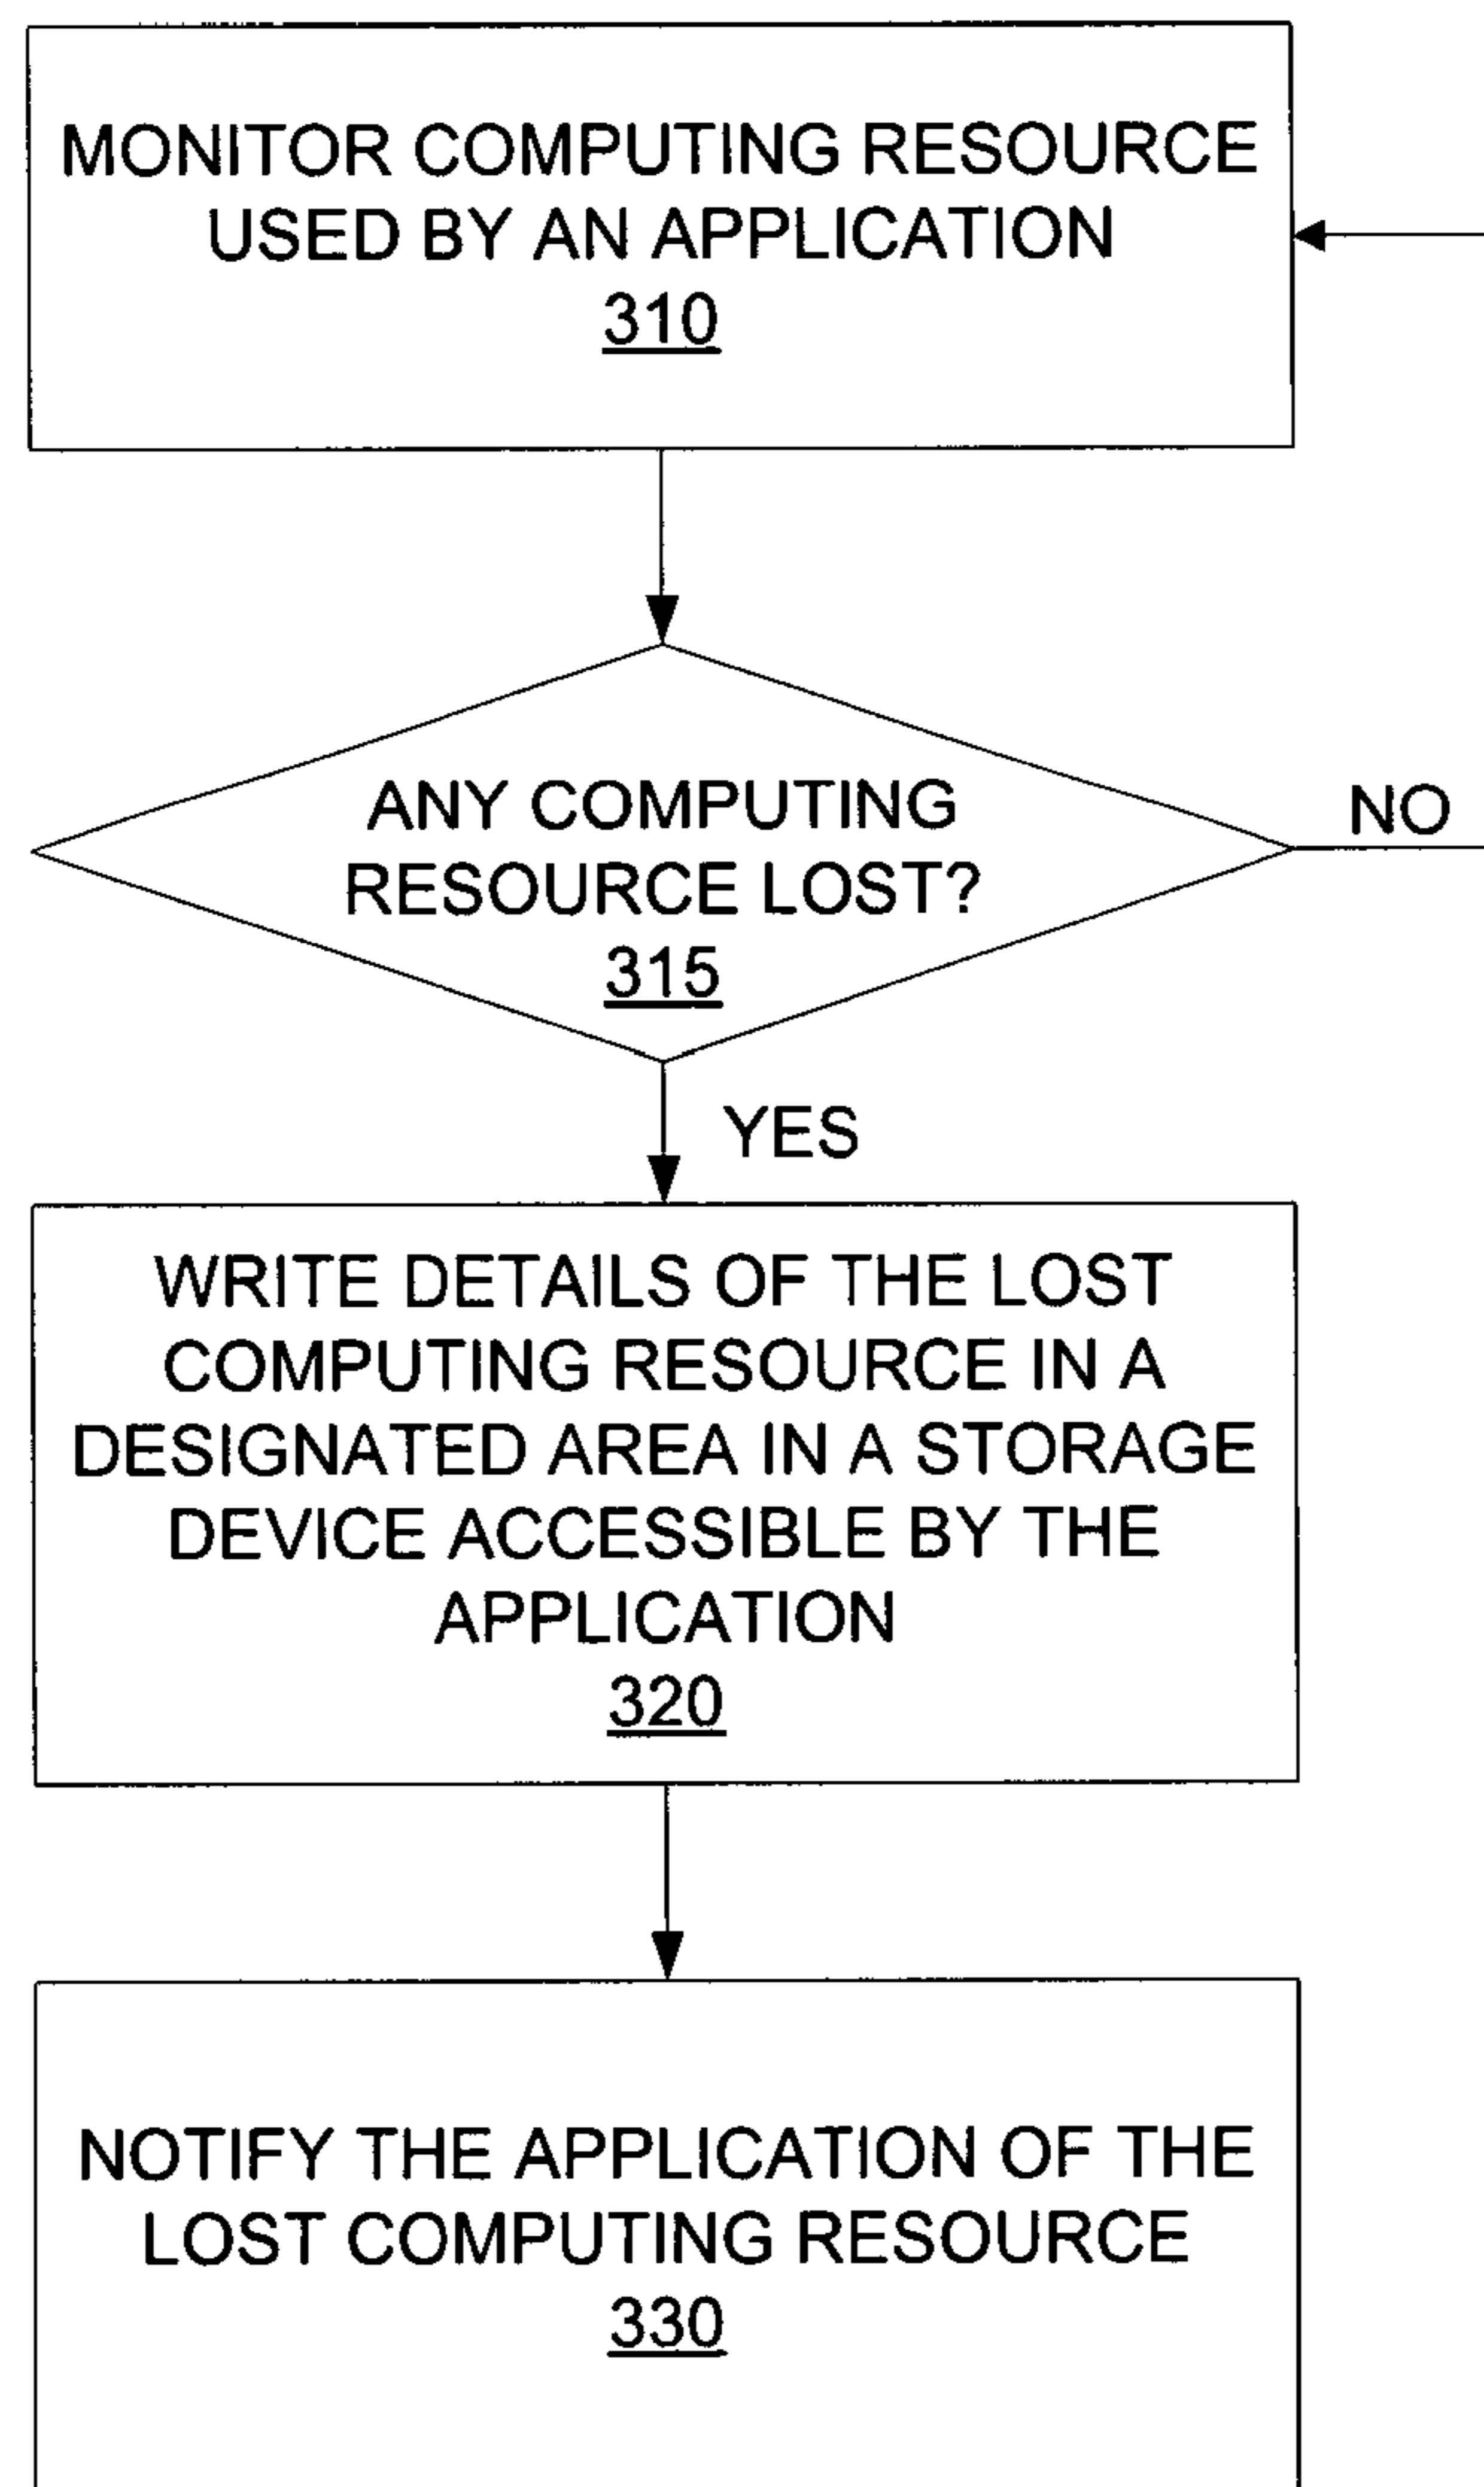 MONITOR COMPUTING RESOURCE
USED BY AN APPLICATION
310
ANY COMPUTING
RESOURCE LOST?
315
NO
YES
WRITE DETAILS OF THE LOST
COMPUTING RESOURCE IN A
DESIGNATED AREA IN A STORAGE
DEVICE ACCESSIBLE BY THE
APPLICATION
320
NOTIFY THE APPLICATION OF THE
LOST COMPUTING RESOURCE
330